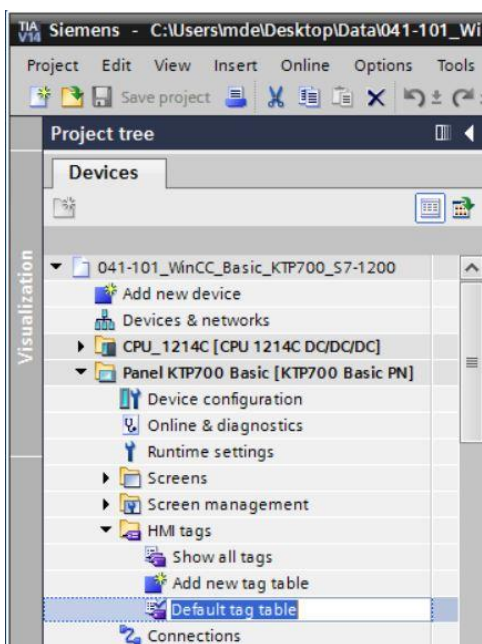 TIA V14 Siemens - C:\Users\mde\Desktop\Data\041-101_Wi
Project Edit View Insert Online Options Tools
Save project
Project tree
Devices
Visualization
041-101_WinCC_Basic_KTP700_S7-1200
Add new device
Devices & networks
CPU_1214C [CPU 1214C DC/DC/DC]
Panel KTP700 Basic [KTP700 Basic PN]
Device configuration
Online & diagnostics
Runtime settings
Screens
Screen management
HMI tags
Show all tags
Add new tag table
Default tag table
Connections